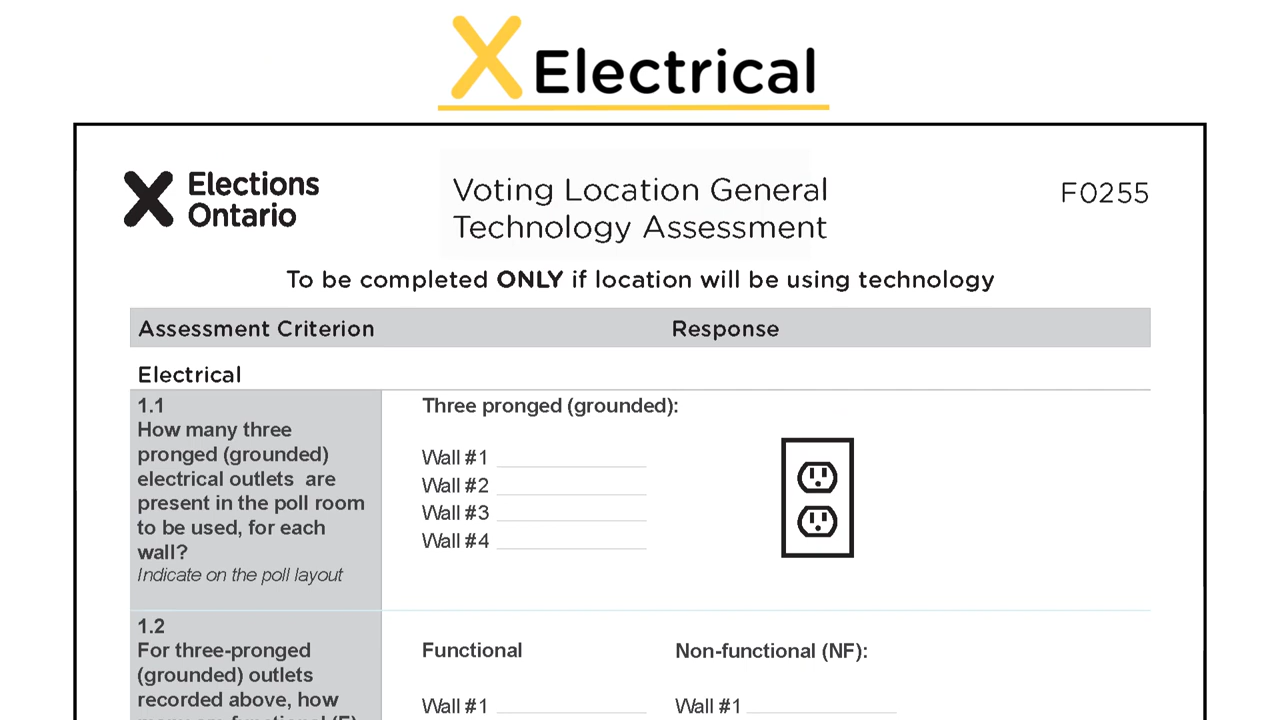 Electrical
Elections
Ontario
Voting Location General
Technology Assessment
F0255
To be completed ONLY if location will be using technology
Assessment Criterion Response
Electrical
1.1
How many three
pronged (grounded)
electrical outlets are
present in the poll room
to be used, for each
wall?
Indicate on the poll layout
Three pronged (grounded):
Wall #1
Wall #2
Wall #3
Wall #4
1.2
For three-pronged
(grounded) outlets
recorded above, how
Functional
Wall #1
Non-functional (NF):
Wall #1